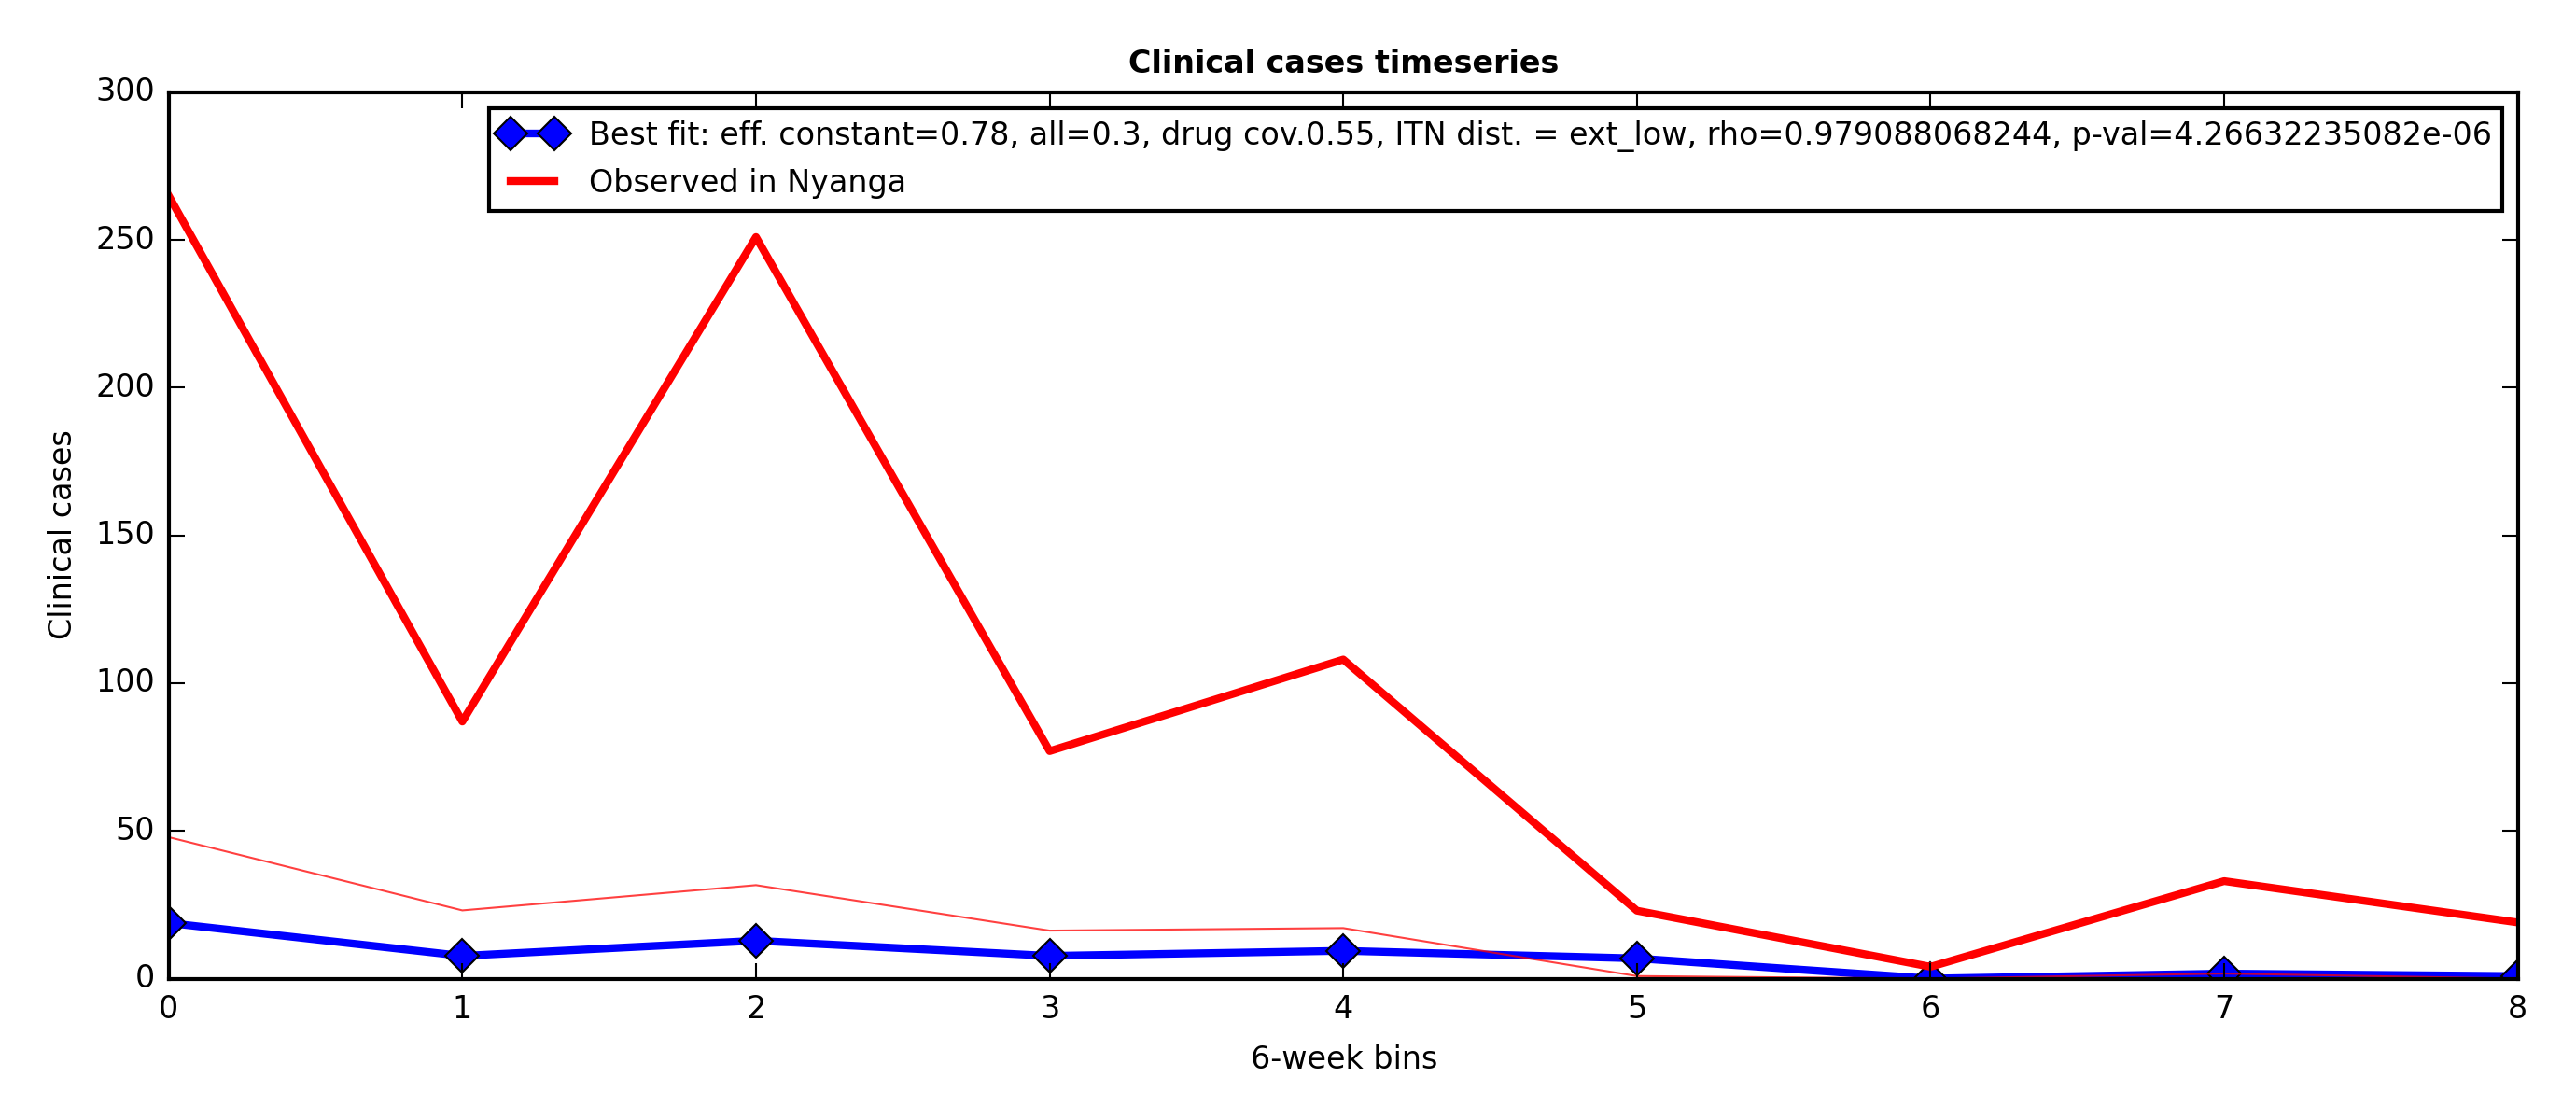 Clinical cases timeseries
300
250
200
150
100
50
0
Clinical cases
Best fit: eff. constant=0.78, all=0.3, drug cov.0.55, ITN dist. = ext_low, rho=0.979088068244, p-val=4.26632235082e-06
Observed in Nyanga
0 1 2 3 4 5 6 7 8
6-week bins